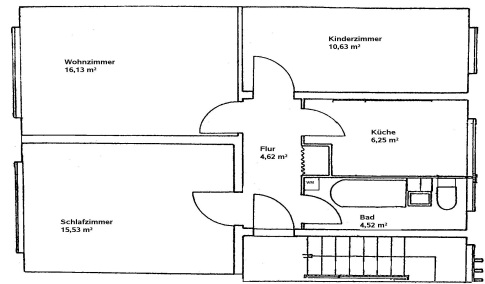 Wohnzimmer
16,13 m²
Kinderzimmer
10,63 m²
Küche
6,25 m²
Flur
4,62 m²
WM
Schlafzimmer
15,53 m²
Bad
4,52 m²